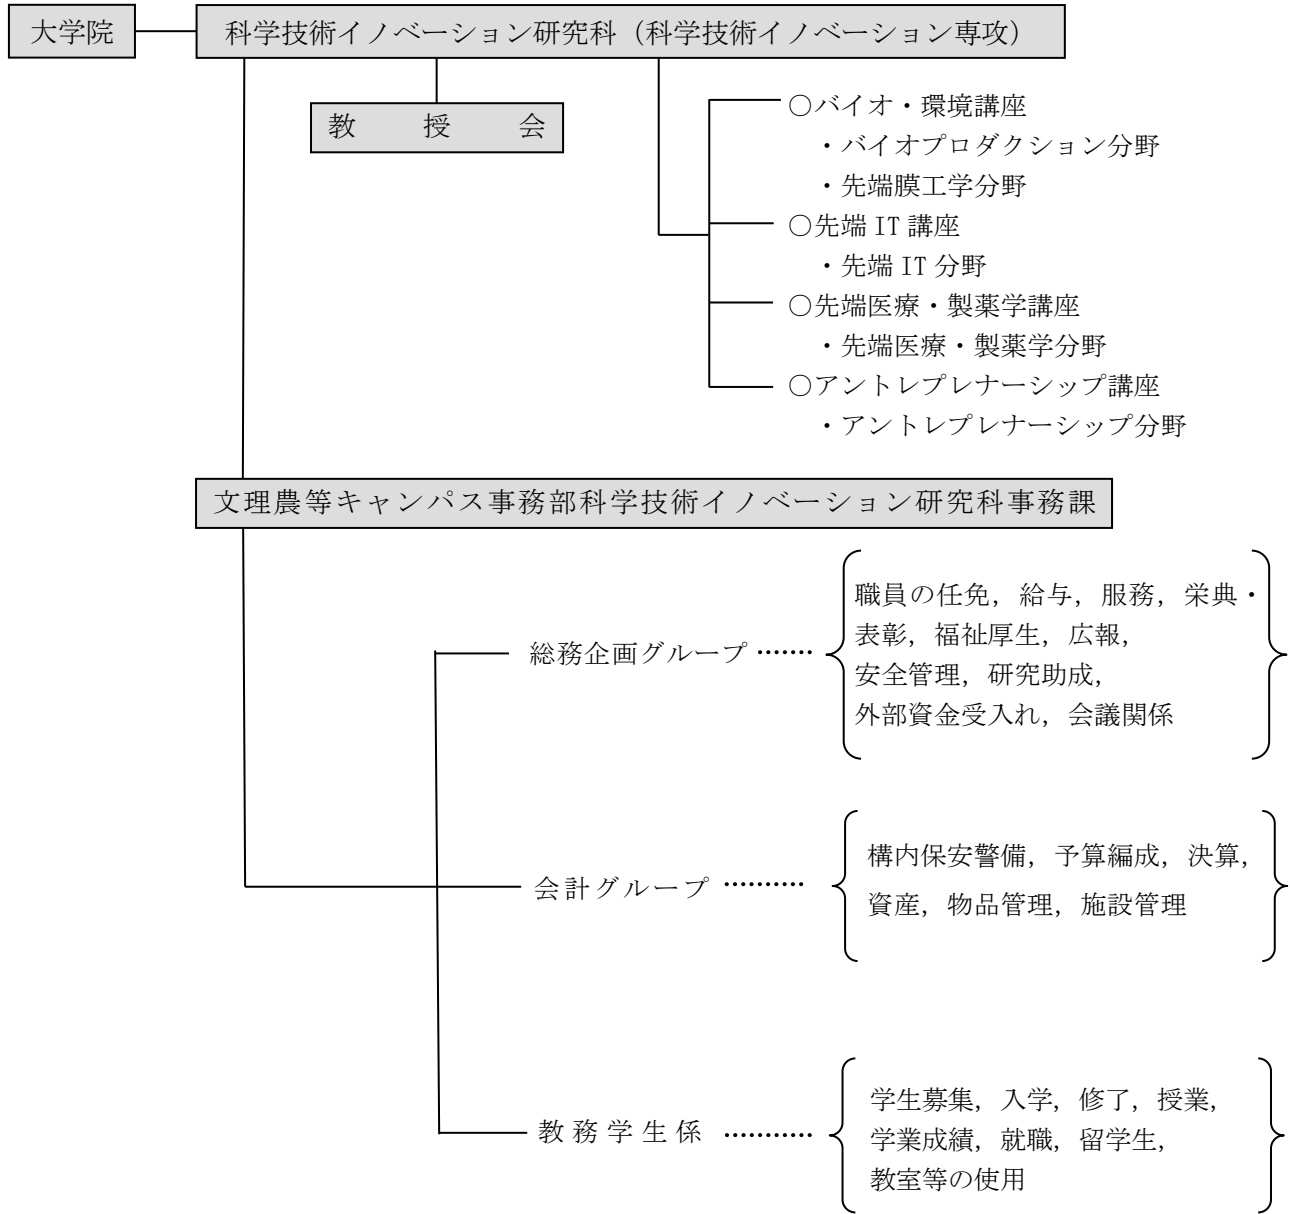 大学院
科学技術イノベーション研究科（科学技術イノベーション専攻）
教 授 会
○バイオ・環境講座
・バイオプロダクション分野
・先端膜工学分野
○先端 IT 講座
・先端 IT 分野
○先端医療・製薬学講座
・先端医療・製薬学分野
○アントレプレナーシップ講座
・アントレプレナーシップ分野
文理農等キャンパス事務部科学技術イノベーション研究科事務課
総務企画グループ ・・・・・・・
職員の任免，給与，服務，栄典・
表彰，福祉厚生，広報，
安全管理，研究助成，
外部資金受入れ，会議関係
会計グループ ・・・・・・・・・・
構内保安警備，予算編成，決算，
資産，物品管理，施設管理
教務学生係 ・・・・・・・・・・・
学生募集，入学，修了，授業，
学業成績，就職，留学生，
教室等の使用